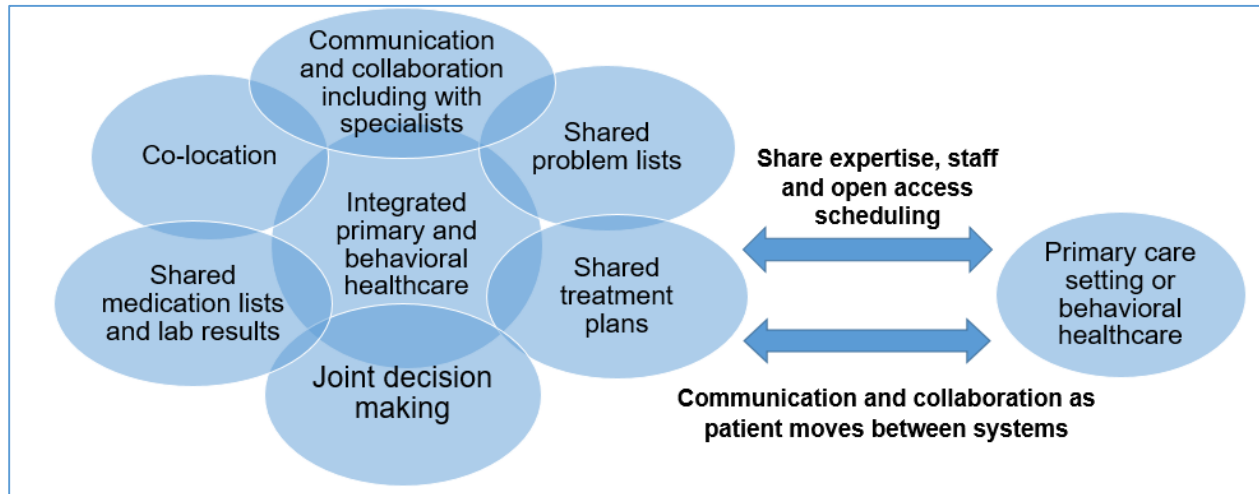 Communication
and collaboration
including with
specialists
Co-location
Shared
problem lists
Integrated
primary and
behavioral
healthcare
Shared
medication lists
and lab results
Shared
treatment
plans
Joint decision
making
Share expertise, staff
and open access
scheduling
Communication and collaboration as
patient moves between systems
Primary care
setting or
behavioral
healthcare